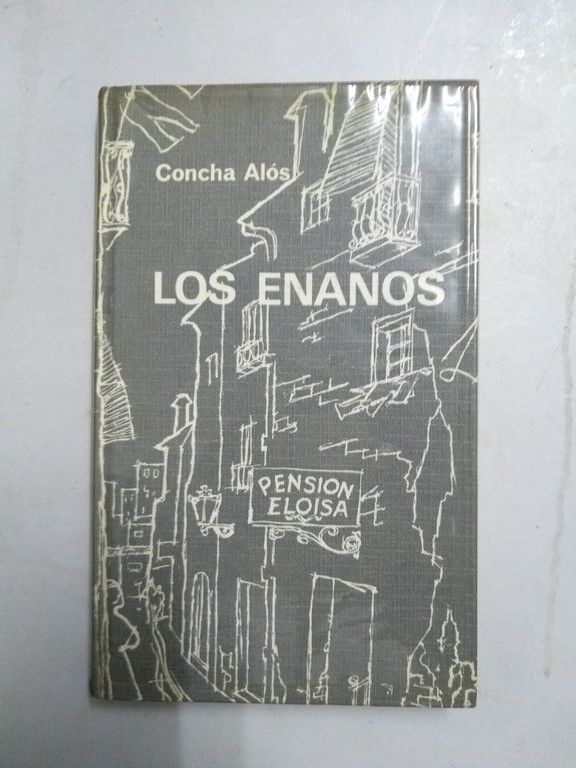 Concha Alós
LOS ENANOS
PENSION
ELOISA